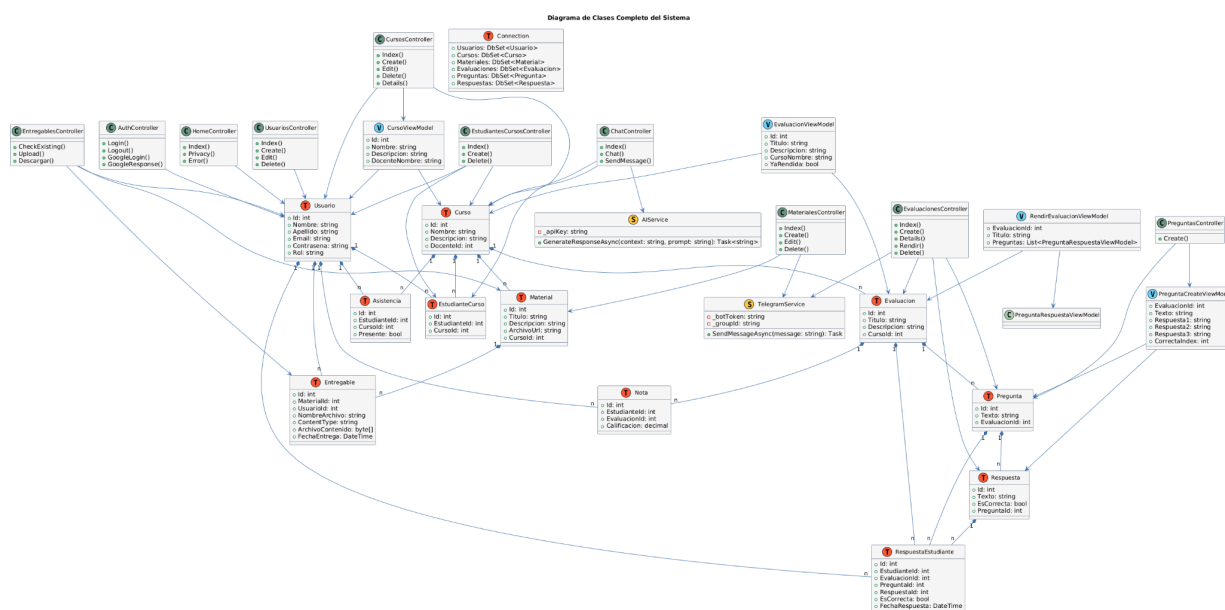 Diagrama de Clases Completo del Sistema
C CursosController
Index()
Create()
Edit()
Delete()
Details()
T Connection
Usuarios: DbSet<Usuario>
Cursos: DbSet<Curso>
Materiales: DbSet<Material>
Evaluaciones: DbSet<Evaluacion>
Preguntas: DbSet<Pregunta>
Respuestas: DbSet<Respuesta>
C EntregablesController
CheckExisting()
Upload()
Descargar()
C AuthController
Login()
Logout()
GoogleLogin()
GoogleResponse()
C HomeController
Index()
Privacy()
Error()
C UsuariosController
Index()
Create()
Edit()
Delete()
V CursoViewModel
Id: int
Nombre: string
Descripcion: string
DocenteNombre: string
C EstudiantesCursosController
Index()
Create()
Delete()
C ChatController
Index()
Chat()
SendMessage()
V EvaluacionViewModel
Id: int
Titulo: string
Descripcion: string
CursoNombre: string
YaRendida: bool
T Usuario
Id: int
Nombre: string
Apellido: string
Email: string
Contrasena: string
Rol: string
T Curso
Id: int
Nombre: string
Descripcion: string
DocenteId: int
S AIService
_apiKey: string
GenerateResponseAsync(context: string, prompt: string): Task<string>
C MaterialesController
Index()
Create()
Edit()
Delete()
C EvaluacionesController
Index()
Create()
Details()
Rendir()
Delete()
V RendirEvaluacionViewModel
EvaluacionId: int
Titulo: string
Preguntas: List<PreguntaRespuestaViewModel>
C PreguntasController
Create()
T Asistencia
Id: int
EstudianteId: int
CursoId: int
Presente: bool
T EstudianteCurso
Id: int
EstudianteId: int
CursoId: int
T Material
Id: int
Titulo: string
Descripcion: string
ArchivoUrl: string
CursoId: int
S TelegramService
_botToken: string
_groupId: string
SendMessageAsync(message: string): Task
T Evaluacion
Id: int
Titulo: string
Descripcion: string
CursoId: int
C PreguntaRespuestaViewModel
V PreguntaCreateViewModel
EvaluacionId: int
Texto: string
Respuesta1: string
Respuesta2: string
Respuesta3: string
CorrectaIndex: int
T Entregable
Id: int
MaterialId: int
UsuarioId: int
NombreArchivo: string
ContentType: string
ArchivoContenido: byte[]
FechaEntrega: DateTime
T Nota
Id: int
EstudianteId: int
EvaluacionId: int
Calificacion: decimal
T Pregunta
Id: int
Texto: string
EvaluacionId: int
T Respuesta
Id: int
Texto: string
EsCorrecta: bool
PreguntaId: int
T RespuestaEstudiante
Id: int
EstudianteId: int
EvaluacionId: int
PreguntaId: int
RespuestaId: int
EsCorrecta: bool
FechaRespuesta: DateTime